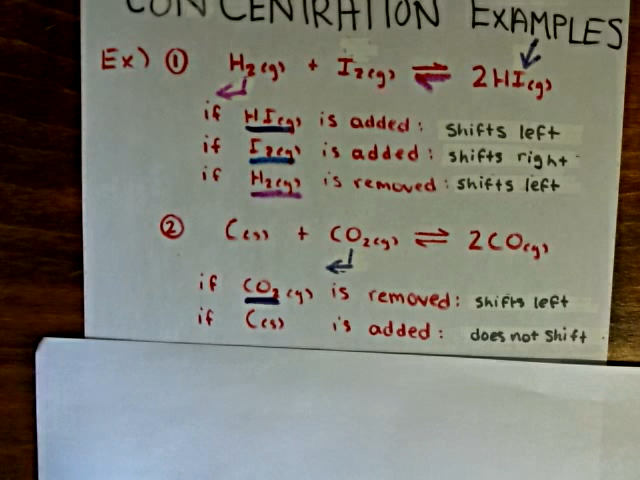 CONCENTRATION EXAMPLES
Ex) ① H₂(g) + I₂(g) ⇌ 2HI(g)
if HI(g) is added: shifts left
if I₂(g) is added: shifts right
if H₂(g) is removed: shifts left
② C(s) + CO₂(g) ⇌ 2CO(g)
if CO₂(g) is removed: shifts left
if C(s) is added: does not shift